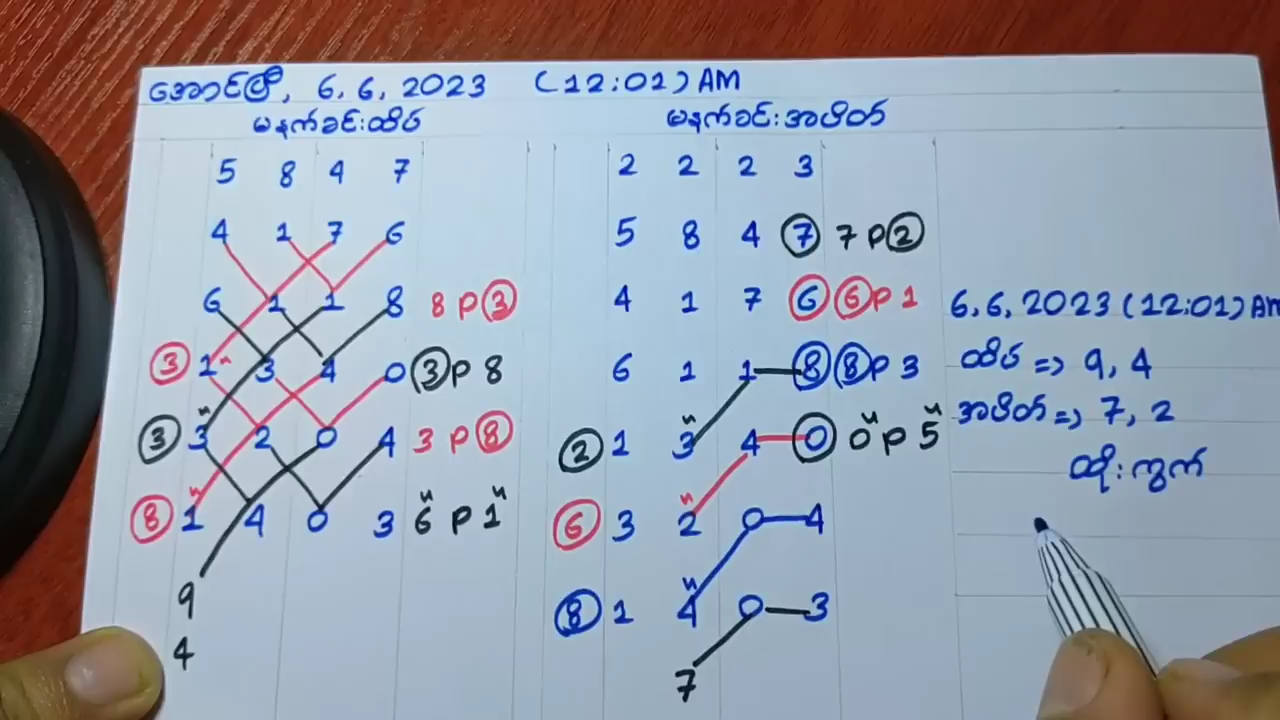 အောင်ဗြီ, 6.6.2023 (12:01) AM
မနက်ခင်းထိပ်
5 8 4 7
4 1 7 6
6 1 1 8 8 P 3
3 1" 3 4 0 3 P 8
3 3" 2 0 4 3 P 8
8 1" 4 0 3 6" P 1"
9
4
မနက်ခင်းအပိတ်
2 2 2 3
5 8 4 7 7 P 2
4 1 7 6 6 P 1
6 1 1 8 8 P 3
2 1 3" 4 0 0" P 5"
6 3 2" 0 4
8 1 4" 0 3
7
6.6.2023 (12:01) AM
ထိပ် => 9, 4
အပိတ် => 7, 2
ထိုးကွက်